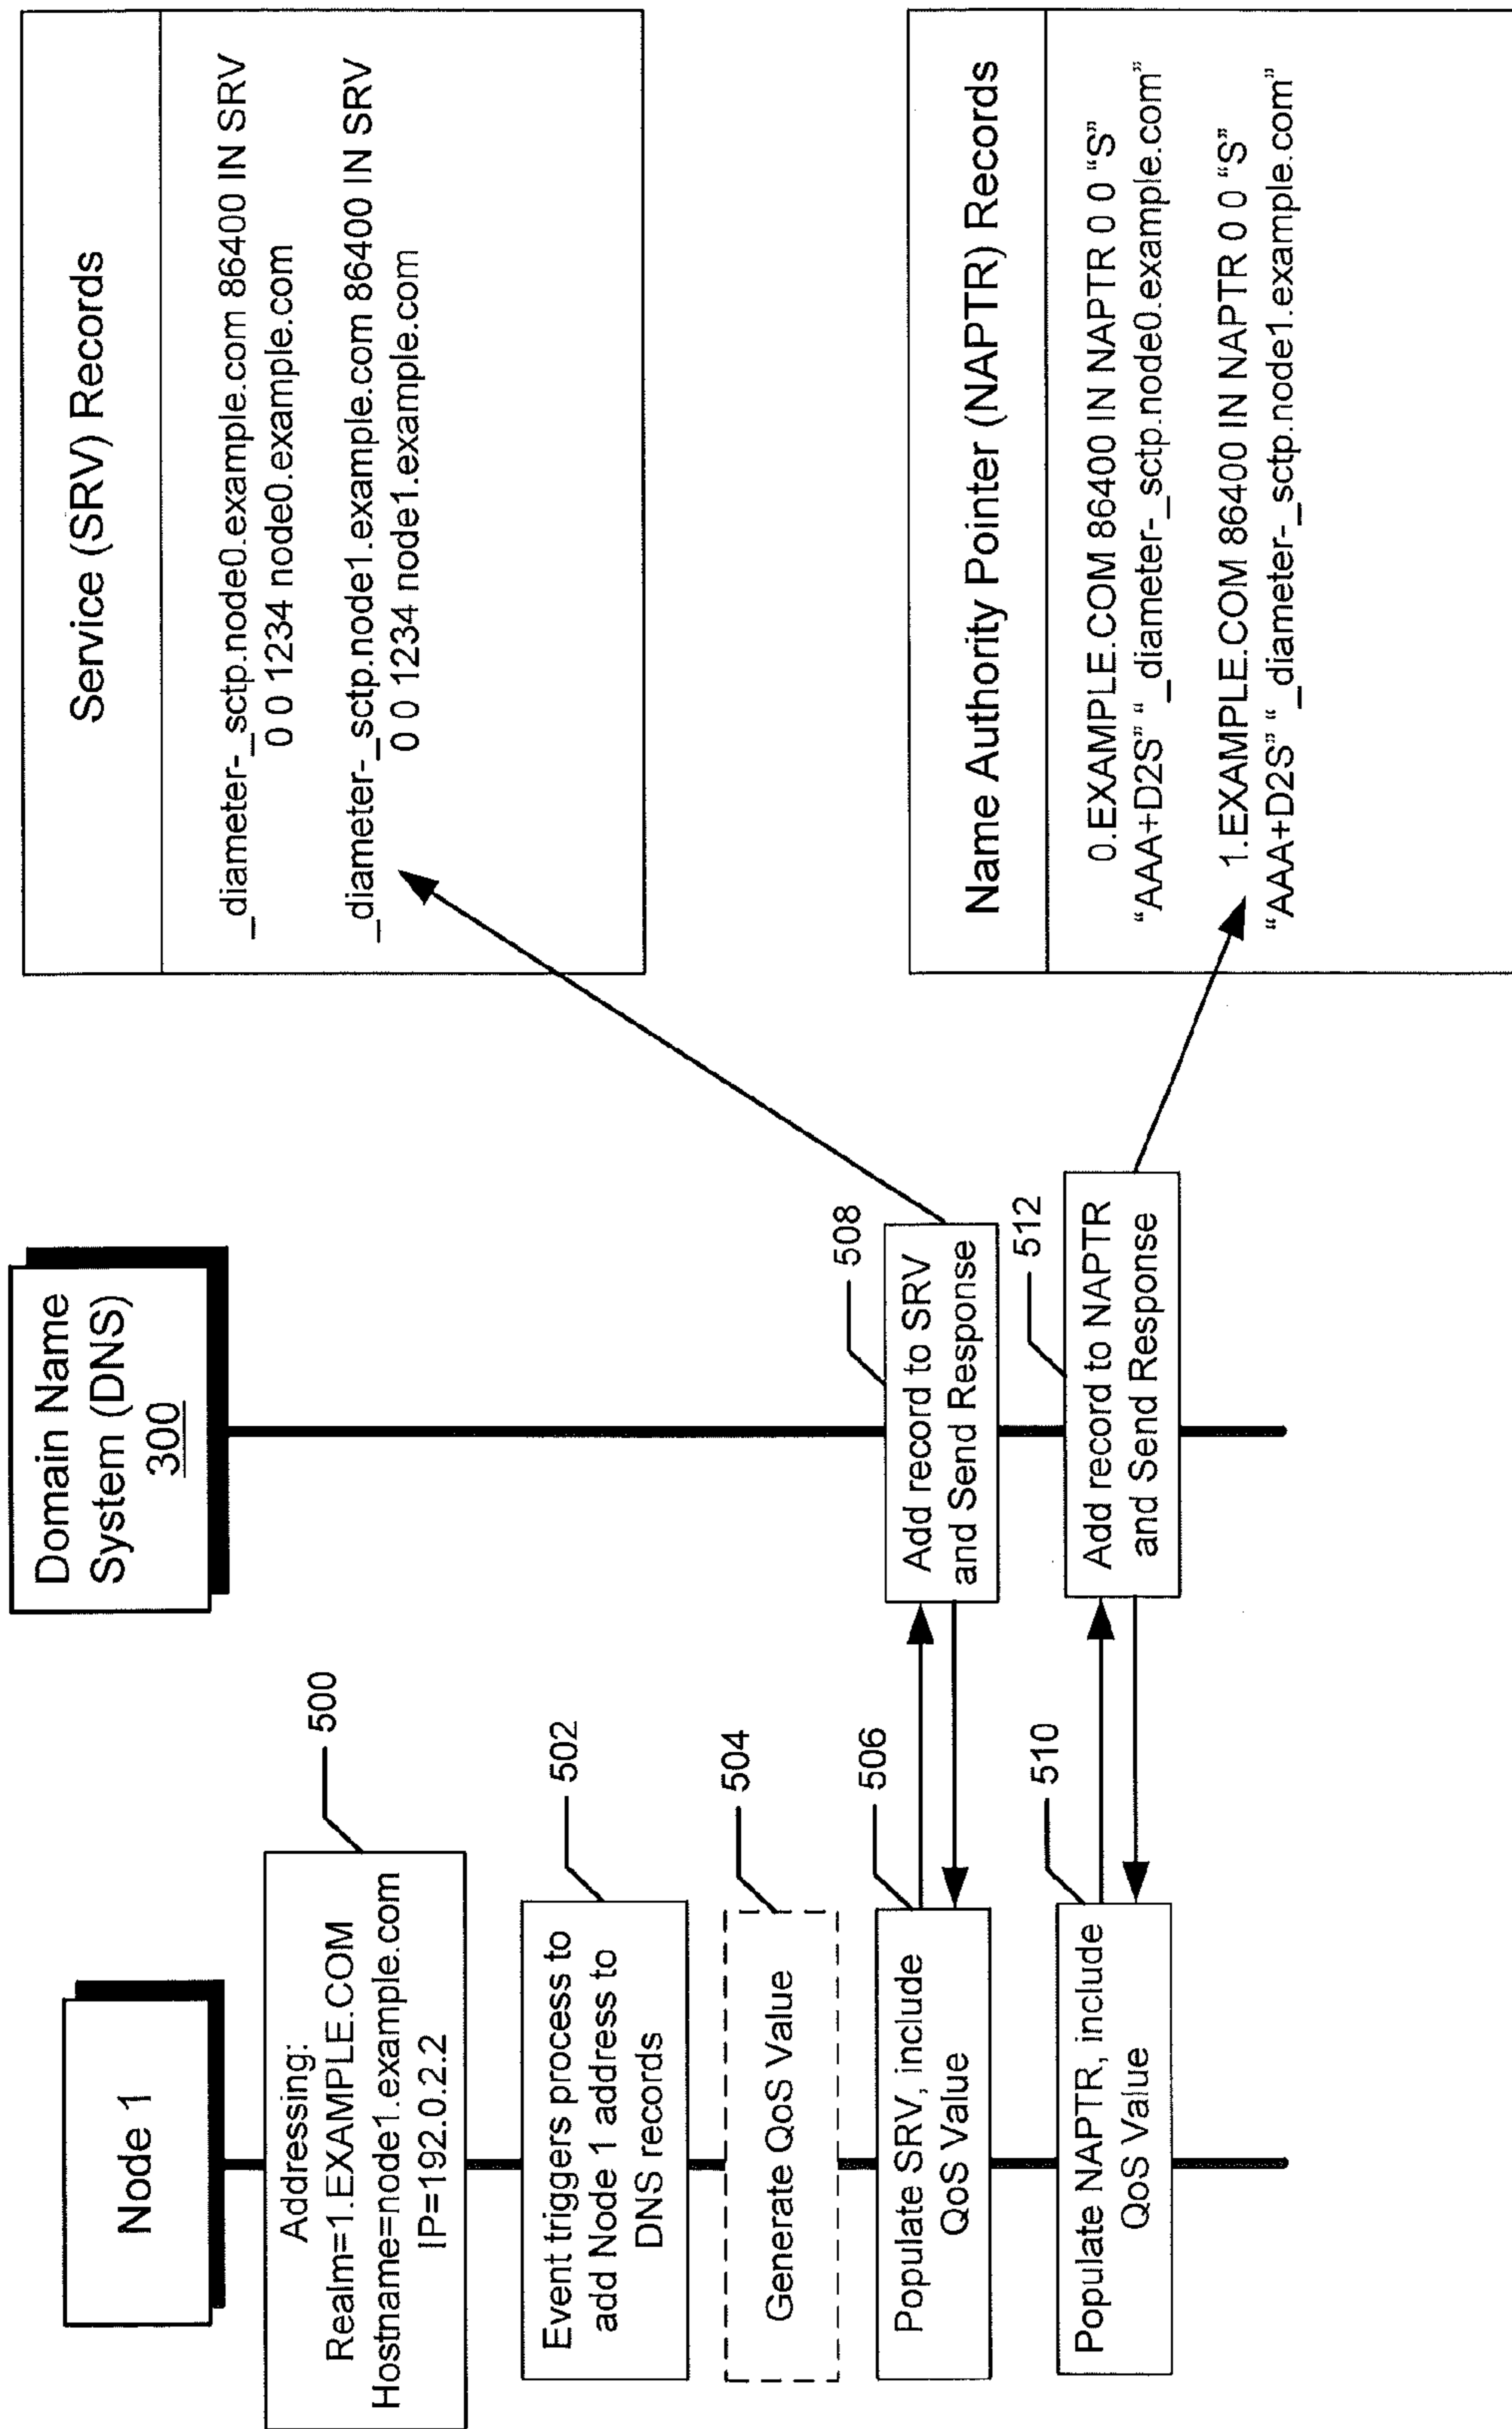 Node 1
Domain Name
System (DNS)
300
Addressing:
Realm=1.EXAMPLE.COM
Hostname=node1.example.com
IP=192.0.2.2
500
Event triggers process to
add Node 1 address to
DNS records
502
Generate QoS Value
504
Populate SRV, include
QoS Value
506
Add record to SRV
and Send Response
508
Populate NAPTR, include
QoS Value
510
Add record to NAPTR
and Send Response
512
Service (SRV) Records
_diameter-_sctp.node0.example.com 86400 IN SRV
0 0 1234 node0.example.com
_diameter-_sctp.node1.example.com 86400 IN SRV
0 0 1234 node1.example.com
Name Authority Pointer (NAPTR) Records
0.EXAMPLE.COM 86400 IN NAPTR 0 0 “S”
“AAA+D2S” “_diameter-_sctp.node0.example.com”
1.EXAMPLE.COM 86400 IN NAPTR 0 0 “S”
“AAA+D2S” “_diameter-_sctp.node1.example.com”